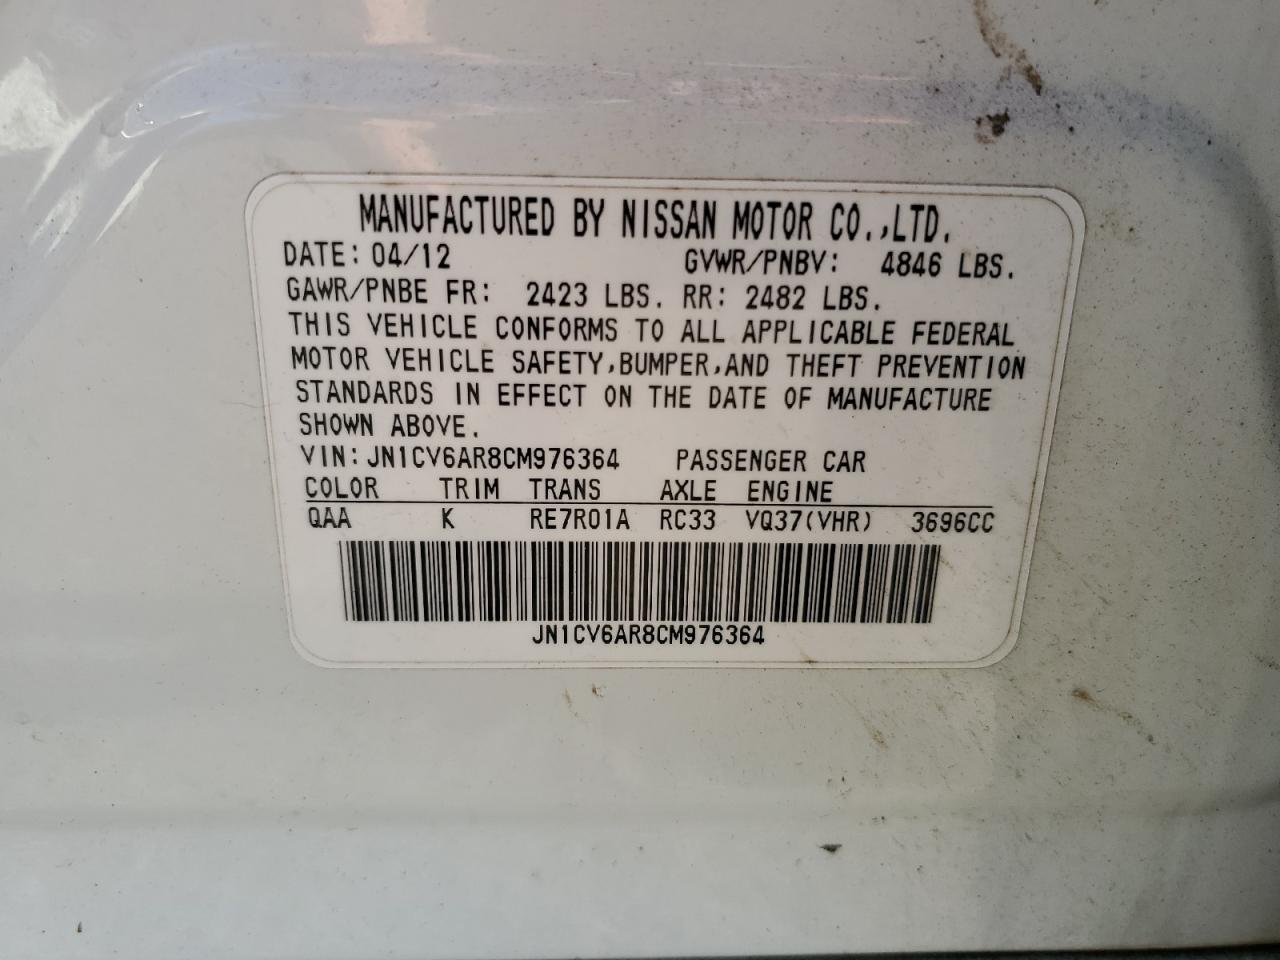 MANUFACTURED BY NISSAN MOTOR CO.,LTD.
DATE: 04/12 GVWR/PNBV: 4846 LBS.
GAWR/PNBE FR: 2423 LBS. RR: 2482 LBS.
THIS VEHICLE CONFORMS TO ALL APPLICABLE FEDERAL
MOTOR VEHICLE SAFETY,BUMPER,AND THEFT PREVENTION
STANDARDS IN EFFECT ON THE DATE OF MANUFACTURE
SHOWN ABOVE.
VIN: JN1CV6AR8CM976364 PASSENGER CAR
COLOR TRIM TRANS AXLE ENGINE
QAA K RE7R01A RC33 VQ37(VHR) 3696CC
JN1CV6AR8CM976364